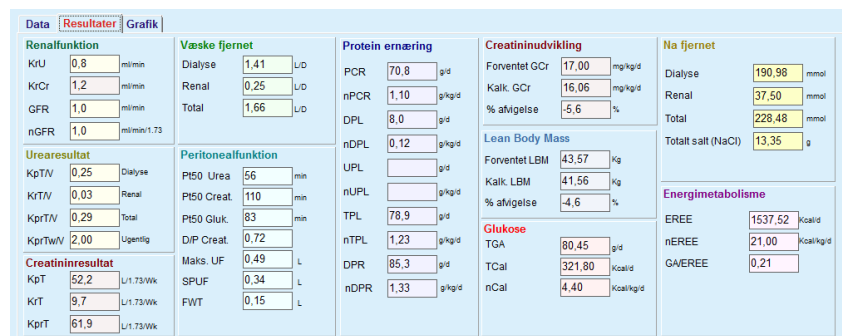 Data Resultater Grafik
Renalfunktion
KrU 0,8 ml/min
KrCr 1,2 ml/min
GFR 1,0 ml/min
nGFR 1,0 ml/min/1.73
Urearesultat
KpT/V 0,25 Dialyse
KrT/V 0,03 Renal
KprT/V 0,29 Total
KprTw/V 2,00 Ugentlig
Creatininresultat
KpT 52,2 L/1.73/Wk
KrT 9,7 L/1.73/Wk
KprT 61,9 L/1.73/Wk
Væske fjernet
Dialyse 1,41 L/D
Renal 0,25 L/D
Total 1,66 L/D
Peritonealfunktion
Pt50 Urea 56 min
Pt50 Creat. 110 min
Pt50 Gluk. 83 min
D/P Creat. 0,72
Maks. UF 0,49 L
SPUF 0,34 L
FWT 0,15 L
Protein ernæring
PCR 70,8 g/d
nPCR 1,10 g/kg/d
DPL 8,0 g/d
nDPL 0,12 g/kg/d
UPL g/d
nUPL g/kg/d
TPL 78,9 g/d
nTPL 1,23 g/kg/d
DPR 85,3 g/d
nDPR 1,33 g/kg/d
Creatininudvikling
Forventet GCr 17,00 mg/kg/d
Kalk. GCr 16,06 mg/kg/d
% afvigelse -5,6 %
Lean Body Mass
Forventet LBM 43,57 Kg
Kalk. LBM 41,56 Kg
% afvigelse -4,6 %
Glukose
TGA 80,45 g/d
TCal 321,80 Kcal/d
nCal 4,40 Kcal/kg/d
Na fjernet
Dialyse 190,98 mmol
Renal 37,50 mmol
Total 228,48 mmol
Totalt salt (NaCl) 13,35 g
Energimetabolisme
EREE 1537,52 Kcal/d
nEREE 21,00 Kcal/kg/d
GA/EREE 0,21